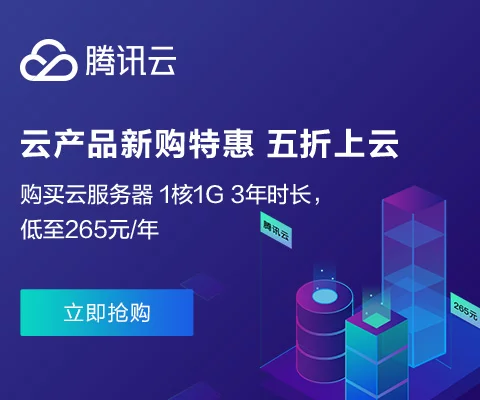 腾讯云
云产品新购特惠 五折上云
购买云服务器 1核1G 3年时长，
低至265元/年
腾讯云
265元
立即抢购